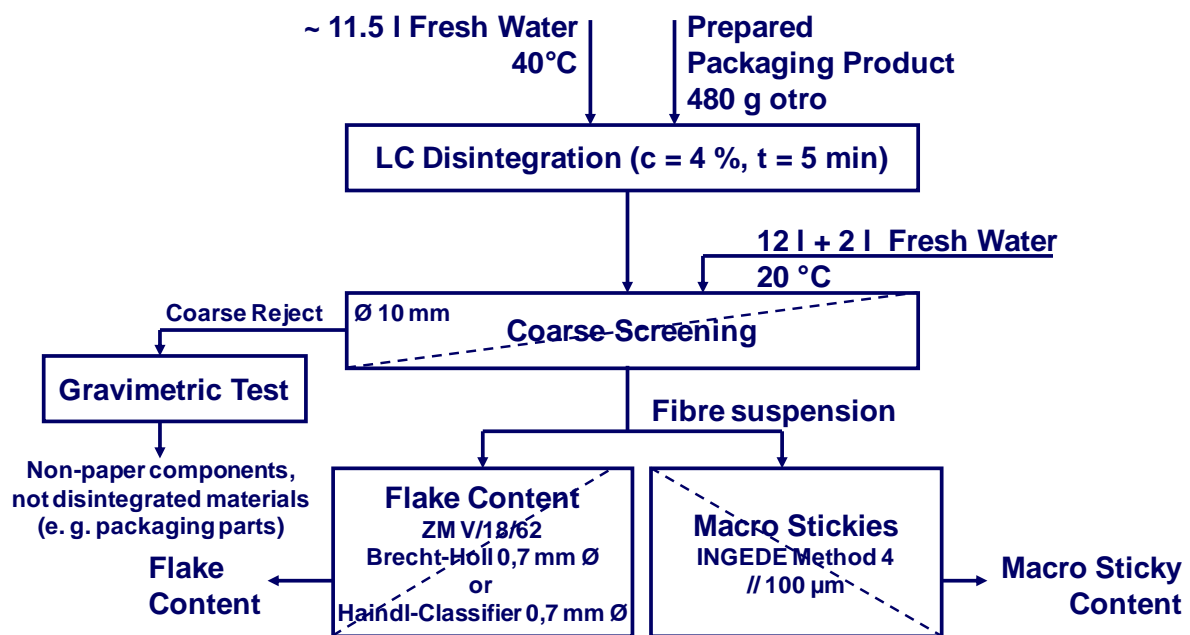 ~ 11.5 l Fresh Water
40°C
Prepared
Packaging Product
480 g otro
LC Disintegration (c = 4 %, t = 5 min)
12 l + 2 l Fresh Water
20 °C
Coarse Reject
Ø 10 mm
Coarse Screening
Gravimetric Test
Fibre suspension
Non-paper components,
not disintegrated materials
(e. g. packaging parts)
Flake Content
ZM V/18/62
Brecht-Holl 0,7 mm Ø
or
Haindl-Classifier 0,7 mm Ø
Macro Stickies
INGEDE Method 4
// 100 µm
Flake
Content
Macro Sticky
Content